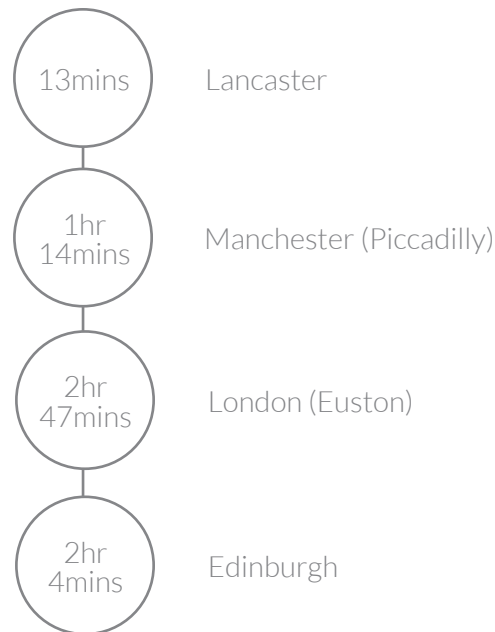 13mins
Lancaster
1hr
14mins
Manchester (Piccadilly)
2hr
47mins
London (Euston)
2hr
4mins
Edinburgh